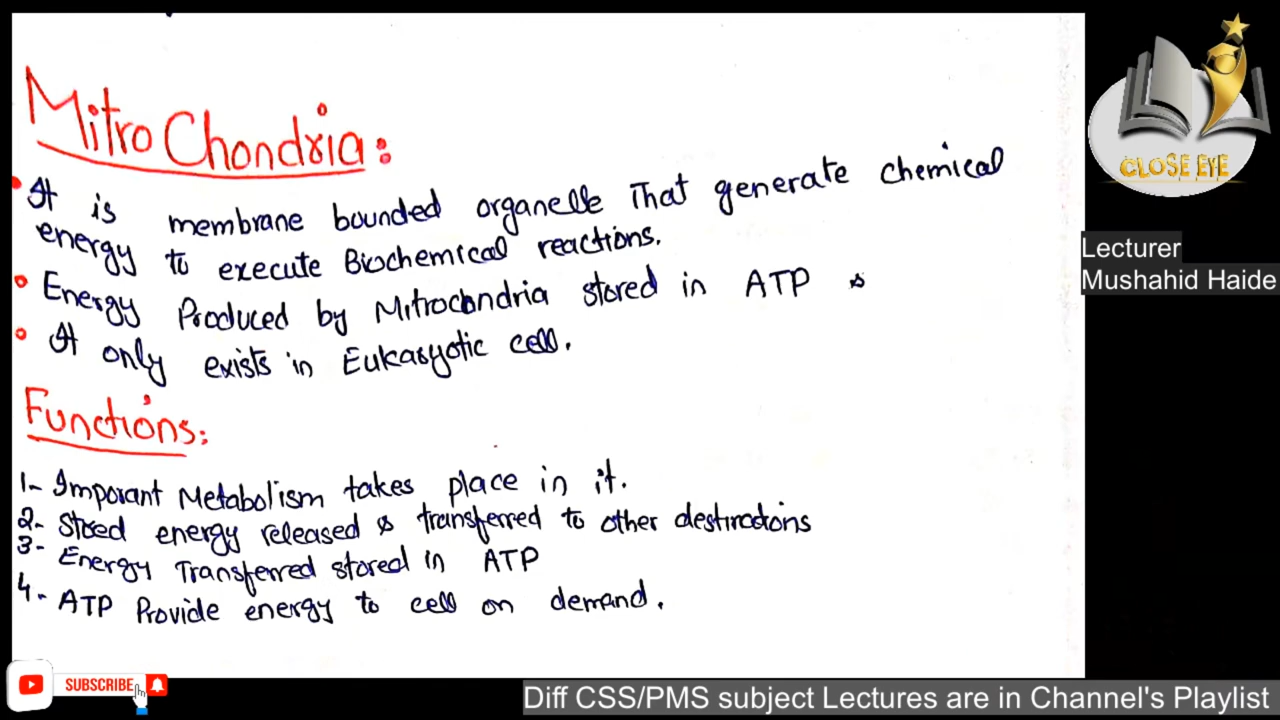 Mitro Chondria:
It is membrane bounded organelle That generate chemical
energy to execute Biochemical reactions.
Energy Produced by Mitrocondria stored in ATP &
It only exists in Eukaryotic cell.
Functions:
1- Imporant Metabolism takes place in it.
2- Stored energy released & transferred to other destinations
3- Energy Transferred stored in ATP
4- ATP Provide energy to cell on demand.
CLOSE EYE
Lecturer
Mushahid Haide
SUBSCRIBE
Diff CSS/PMS subject Lectures are in Channel's Playlist